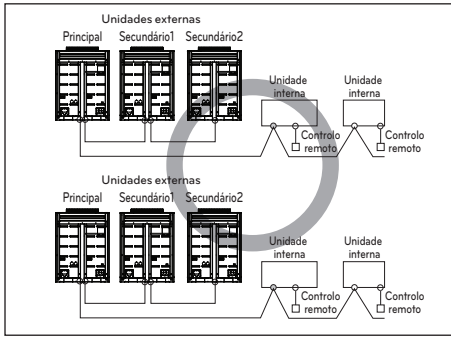 Unidades externas
Principal Secundário1 Secundário2
Unidade interna
Unidade interna
Controlo remoto
Controlo remoto
Unidades externas
Principal Secundário1 Secundário2
Unidade interna
Unidade interna
Controlo remoto
Controlo remoto